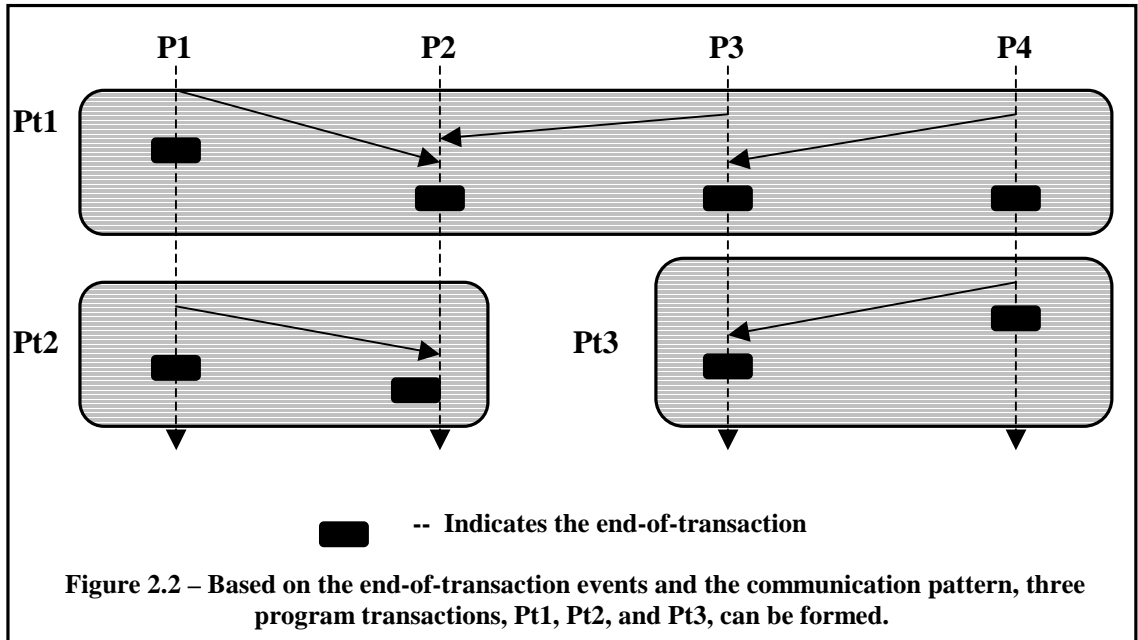 P1 P2 P3 P4
Pt1
Pt2
Pt3
-- Indicates the end-of-transaction
Figure 2.2 – Based on the end-of-transaction events and the communication pattern, three
program transactions, Pt1, Pt2, and Pt3, can be formed.